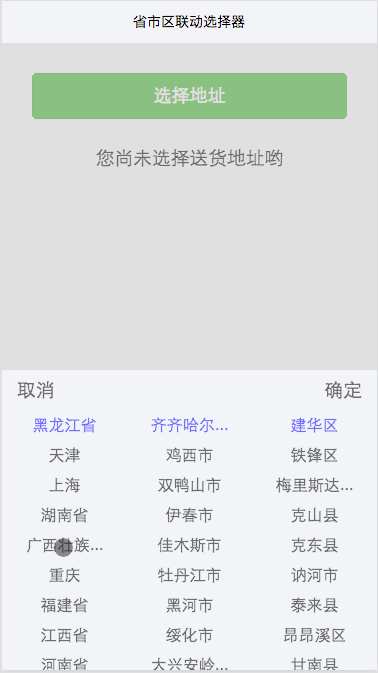 省市区联动选择器
选择地址
您尚未选择送货地址哟
取消 确定
黑龙江省 齐齐哈尔... 建华区
天津 鸡西市 铁锋区
上海 双鸭山市 梅里斯达...
湖南省 伊春市 克山县
广西壮族... 佳木斯市 克东县
重庆 牡丹江市 讷河市
福建省 黑河市 泰来县
江西省 绥化市 昂昂溪区
河南省 大兴安岭... 甘南县